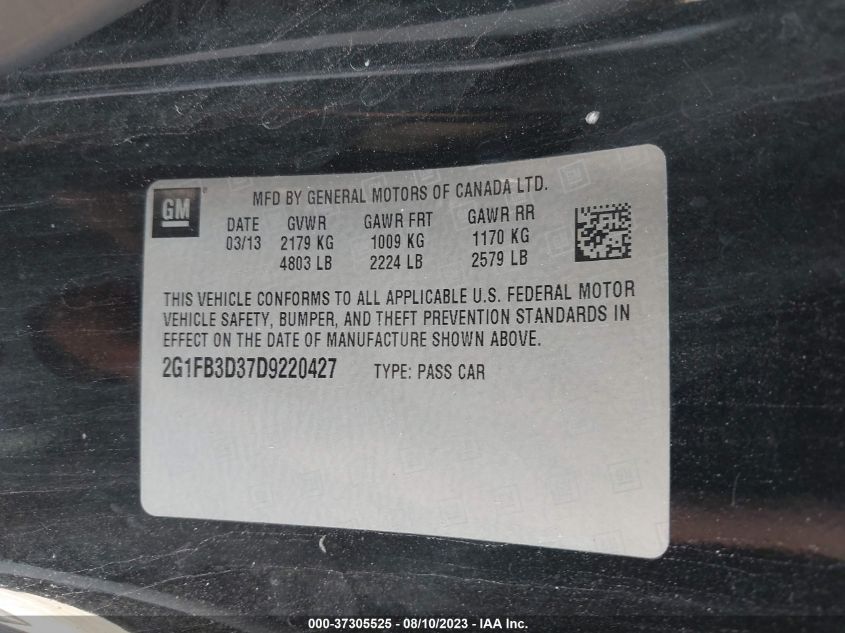 GM ®
MFD BY GENERAL MOTORS OF CANADA LTD.
DATE GVWR GAWR FRT GAWR RR
03/13 2179 KG 1009 KG 1170 KG
4803 LB 2224 LB 2579 LB
THIS VEHICLE CONFORMS TO ALL APPLICABLE U.S. FEDERAL MOTOR
VEHICLE SAFETY, BUMPER, AND THEFT PREVENTION STANDARDS IN
EFFECT ON THE DATE OF MANUFACTURE SHOWN ABOVE.
2G1FB3D37D9220427 TYPE: PASS CAR
000-37305525 - 08/10/2023 - IAA Inc.